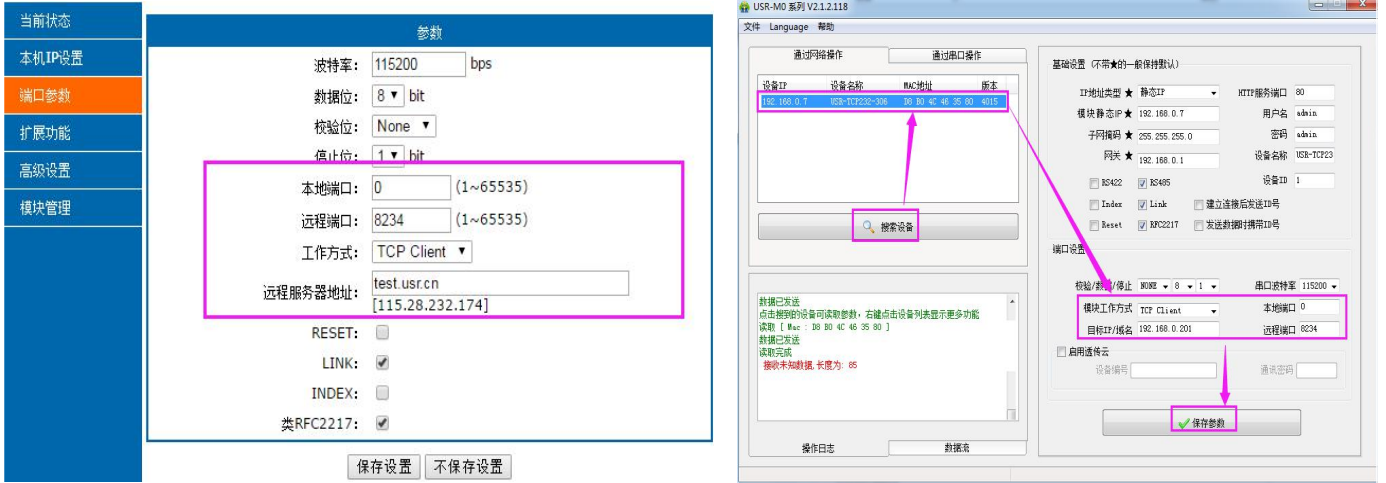 当前状态
本机IP设置
端口参数
扩展功能
高级设置
模块管理
参数
波特率: 115200 bps
数据位: 8 bit
校验位: None
停止位: 1 bit
本地端口: 0 (1~65535)
远程端口: 8234 (1~65535)
工作方式: TCP Client
远程服务器地址: test.usr.cn
[115.28.232.174]
RESET:
LINK:
INDEX:
类RFC2217:
保存设置 不保存设置
USR-M0 系列 V2.1.2.118
文件 Language 帮助
通过网络操作 通过串口操作
设备IP 设备名称 MAC地址 版本
192.168.0.7 USR-TCP232-306 D8 B0 4C 46 35 80 4015
搜索设备
数据已发送
点击搜到的设备可读取参数,右键点击设备列表显示更多功能
读取 [ Mac : D8 B0 4C 46 35 80 ]
数据已发送
读取完成
接收未知数据,长度为: 85
操作日志 数据流
基础设置 (不带★的一般保持默认)
IP地址类型 ★ 静态IP HTTP服务端口 80
模块静态IP★ 192.168.0.7 用户名 admin
子网掩码 ★ 255.255.255.0 密码 admin
网关 ★ 192.168.0.1 设备名称 USR-TCP23
RS422 RS485 设备ID 1
Index Link 建立连接后发送ID号
Reset RFC2217 发送数据时携带ID号
端口设置
校验/数据/停止 NONE 8 1 串口波特率 115200
模块工作方式 TCP Client 本地端口 0
目标IP/域名 192.168.0.201 远程端口 8234
启用透传云
设备编号 通讯密码
保存参数